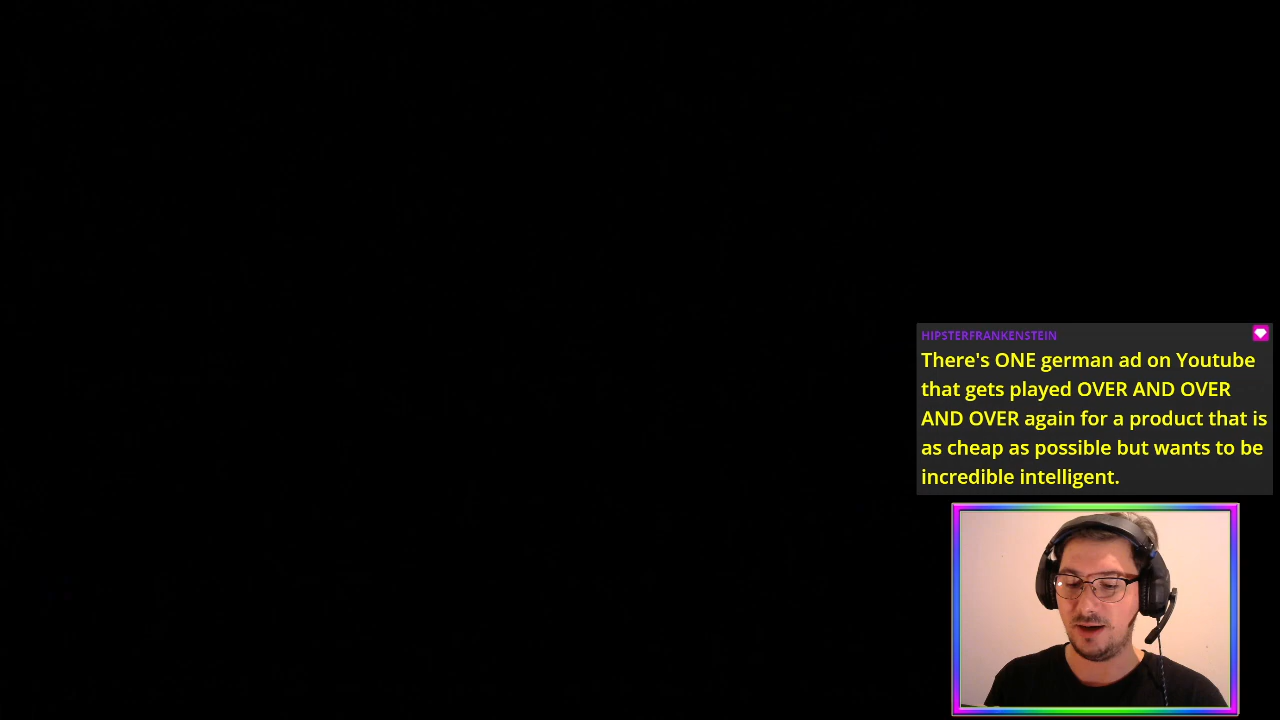 HIPSTERFRANKENSTEIN
There's ONE german ad on Youtube
that gets played OVER AND OVER
AND OVER again for a product that is
as cheap as possible but wants to be
incredible intelligent.